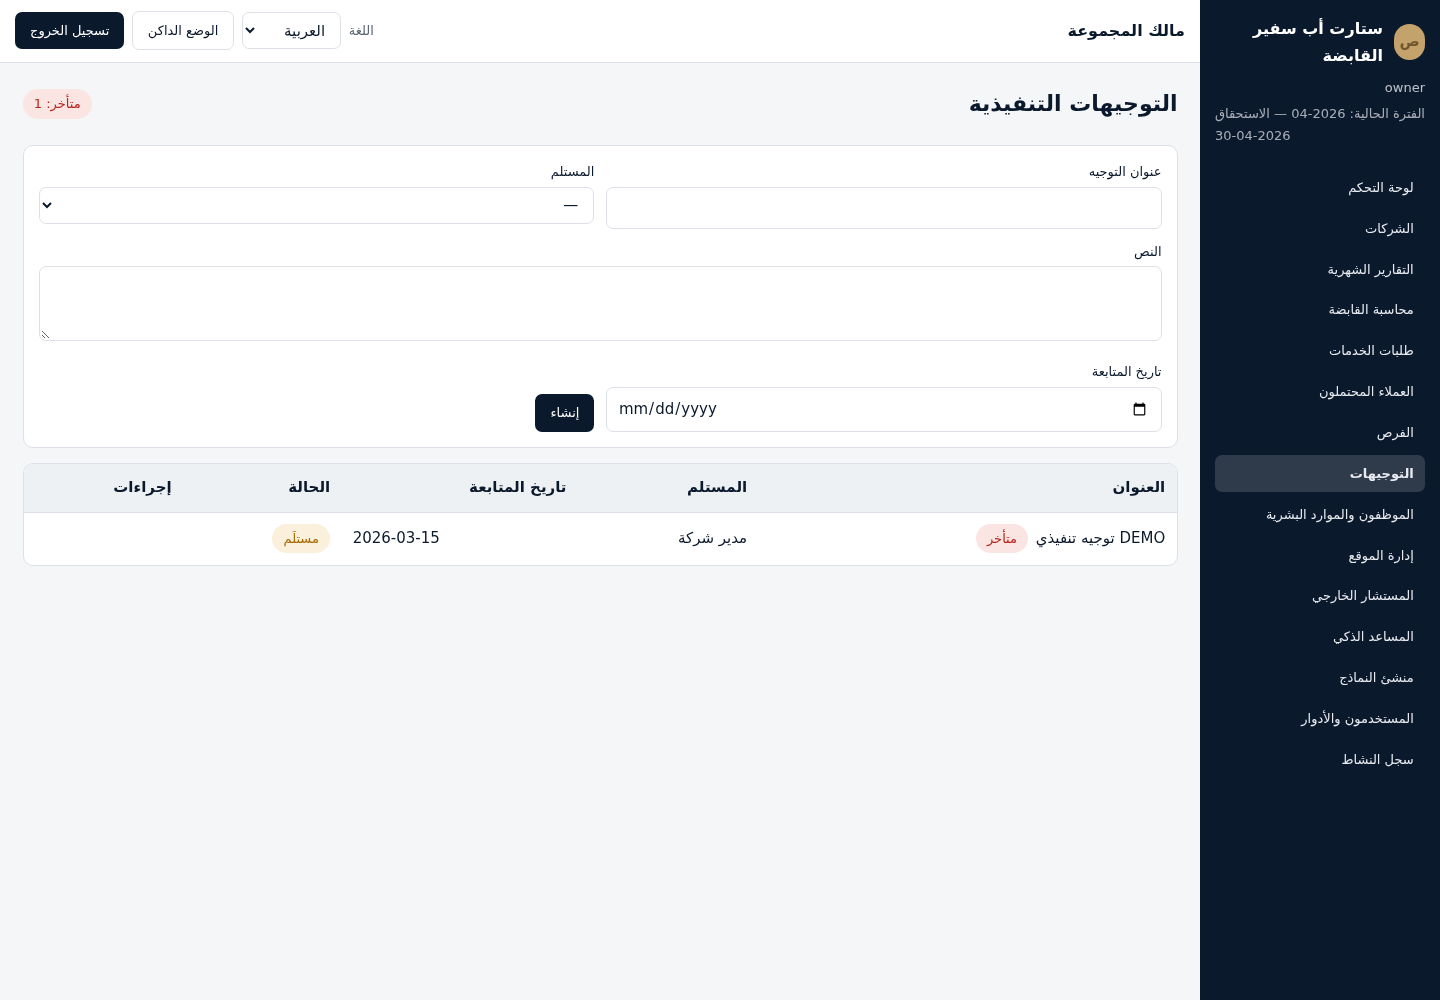 ص
ستارت أب سفير
القابضة
owner
الفترة الحالية: 2026-04 — الاستحقاق
2026-04-30
لوحة التحكم
الشركات
التقارير الشهرية
محاسبة القابضة
طلبات الخدمات
العملاء المحتملون
الفرص
التوجيهات
الموظفون والموارد البشرية
إدارة الموقع
المستشار الخارجي
المساعد الذكي
منشئ النماذج
المستخدمون والأدوار
سجل النشاط
مالك المجموعة
اللغة العربية الوضع الداكن تسجيل الخروج
التوجيهات التنفيذية
متأخر: 1
عنوان التوجيه
المستلم
—
النص
تاريخ المتابعة
mm/dd/yyyy
إنشاء
العنوان المستلم تاريخ المتابعة الحالة إجراءات
DEMO توجيه تنفيذي متأخر مدير شركة 2026-03-15 مستلَم